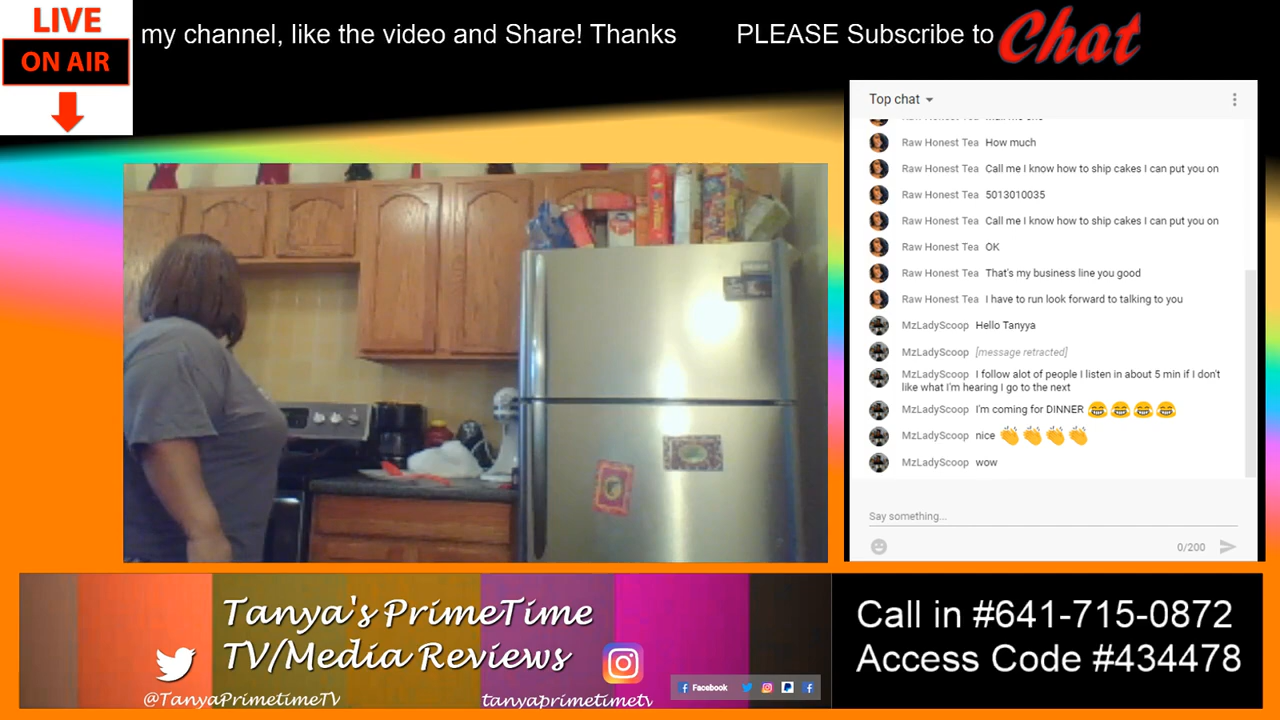 LIVE
ON AIR
my channel, like the video and Share! Thanks PLEASE Subscribe to
Chat
Top chat
Raw Honest Tea
Raw Honest Tea How much
Raw Honest Tea Call me I know how to ship cakes I can put you on
Raw Honest Tea 5013010035
Raw Honest Tea Call me I know how to ship cakes I can put you on
Raw Honest Tea OK
Raw Honest Tea That's my business line you good
Raw Honest Tea I have to run look forward to talking to you
MzLadyScoop Hello Tanyya
MzLadyScoop [message retracted]
MzLadyScoop I follow alot of people I listen in about 5 min if I don't
like what I'm hearing I go to the next
MzLadyScoop I'm coming for DINNER 😂😂😂😂
MzLadyScoop nice 👏👏👏👏
MzLadyScoop wow
Say something...
0/200
Tanya's PrimeTime
TV/Media Reviews
@TanyaPrimetimeTV
tanyaprimetimetv
Facebook
Call in #641-715-0872
Access Code #434478